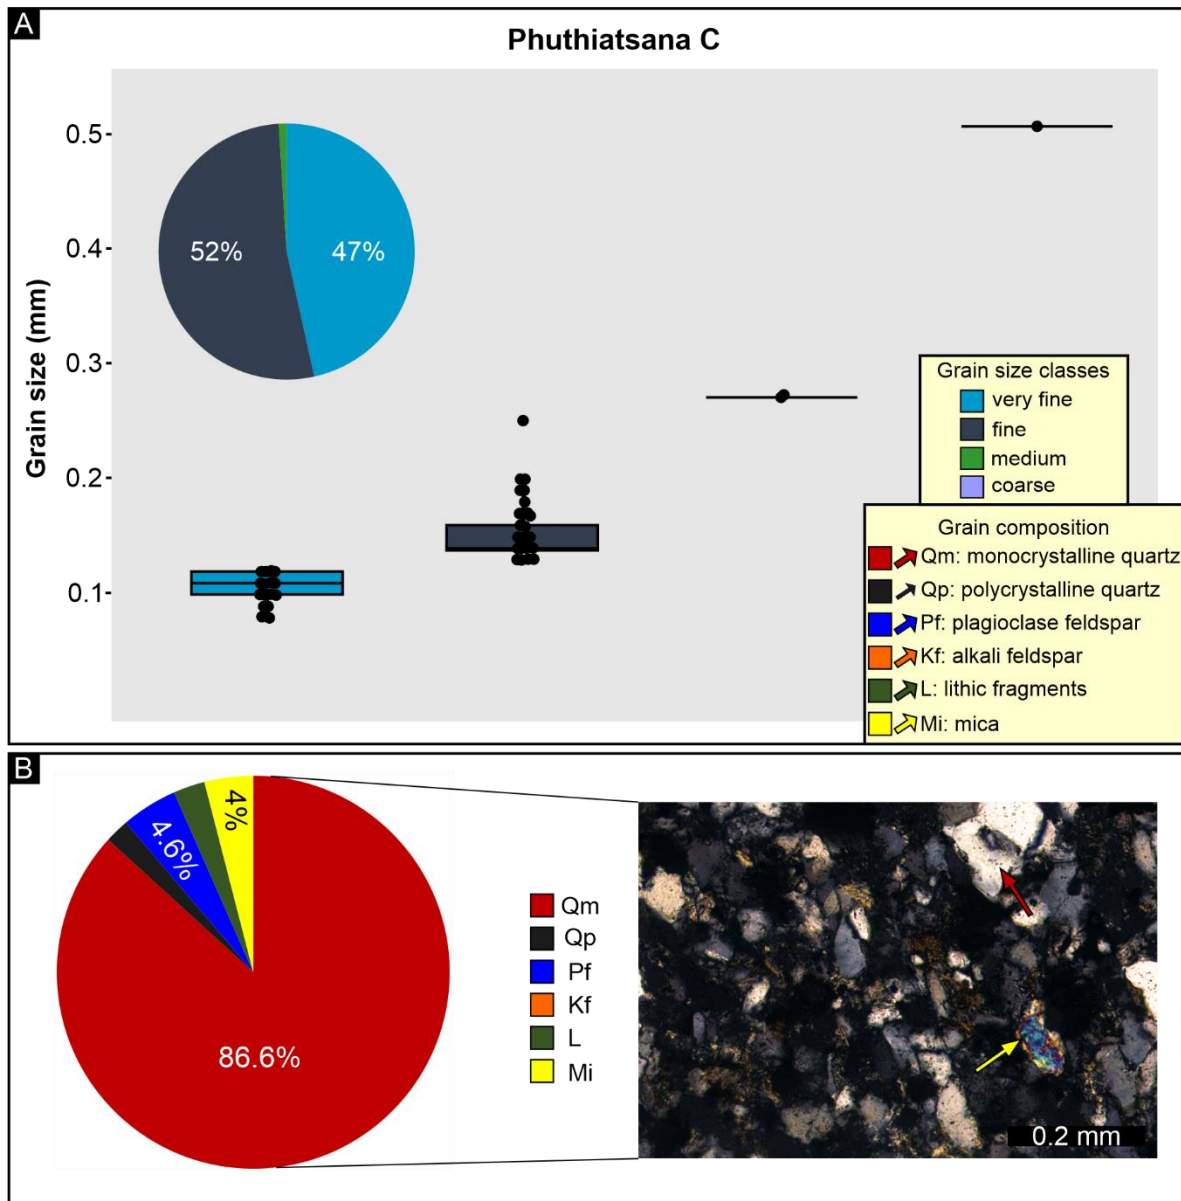 A
Phuthiatsana C
Grain size (mm)
0.5
0.4
0.3
0.2
0.1
52%
47%
Grain size classes
very fine
fine
medium
coarse
Grain composition
Qm: monocrystalline quartz
Qp: polycrystalline quartz
Pf: plagioclase feldspar
Kf: alkali feldspar
L: lithic fragments
Mi: mica
B
4.6%
4%
86.6%
Qm
Qp
Pf
Kf
L
Mi
0.2 mm